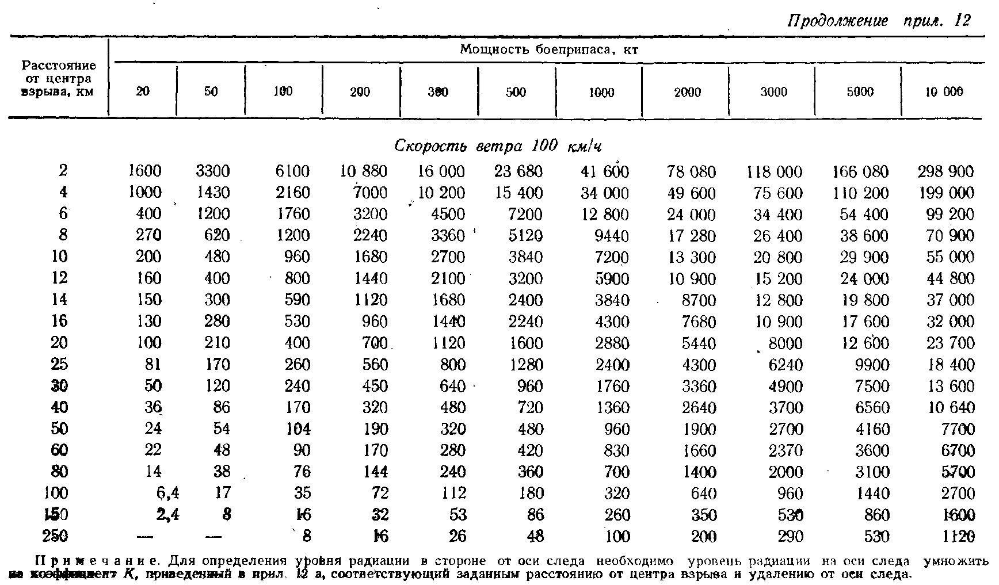 Продолжение прил. 12
Мощность боеприпаса, кт
Расстояние
от центра
взрыва, км
20 50 100 200 300 500 1000 2000 3000 5000 10 000
Скорость ветра 100 км/ч
2 1600 3300 6100 10 880 16 000 23 680 41 600 78 080 118 000 166 080 298 900
4 1000 1430 2160 7000 10 200 15 400 34 000 49 600 75 600 110 200 199 000
6 400 1200 1760 3200 4500 7200 12 800 24 000 34 400 54 400 99 200
8 270 620 1200 2240 3360 5120 9440 17 280 26 400 38 600 70 900
10 200 480 960 1680 2700 3840 7200 13 300 20 800 29 900 55 000
12 160 400 800 1440 2100 3200 5900 10 900 15 200 24 000 44 800
14 150 300 590 1120 1680 2400 3840 8700 12 800 19 800 37 000
16 130 280 530 960 1440 2240 4300 7680 10 900 17 600 32 000
20 100 210 400 700 1120 1600 2880 5440 8000 12 600 23 700
25 81 170 260 560 800 1280 2400 4300 6240 9900 18 400
30 50 120 240 450 640 960 1760 3360 4900 7500 13 600
40 36 86 170 320 480 720 1360 2640 3700 6560 10 640
50 24 54 104 190 320 480 960 1900 2700 4160 7700
60 22 48 90 170 280 420 830 1660 2370 3600 6700
80 14 38 76 144 240 360 700 1400 2000 3100 5700
100 6,4 17 35 72 112 180 320 640 960 1440 2700
150 2,4 8 16 32 53 86 260 350 530 860 1600
250 — — 8 16 26 48 100 200 290 530 1120
Примечание. Для определения уровня радиации в стороне от оси следа необходимо уровень радиации на оси следа умножить
на коэффициент К, приведенный в прил. 12 а, соответствующий заданным расстоянию от центра взрыва и удалению от оси следа.